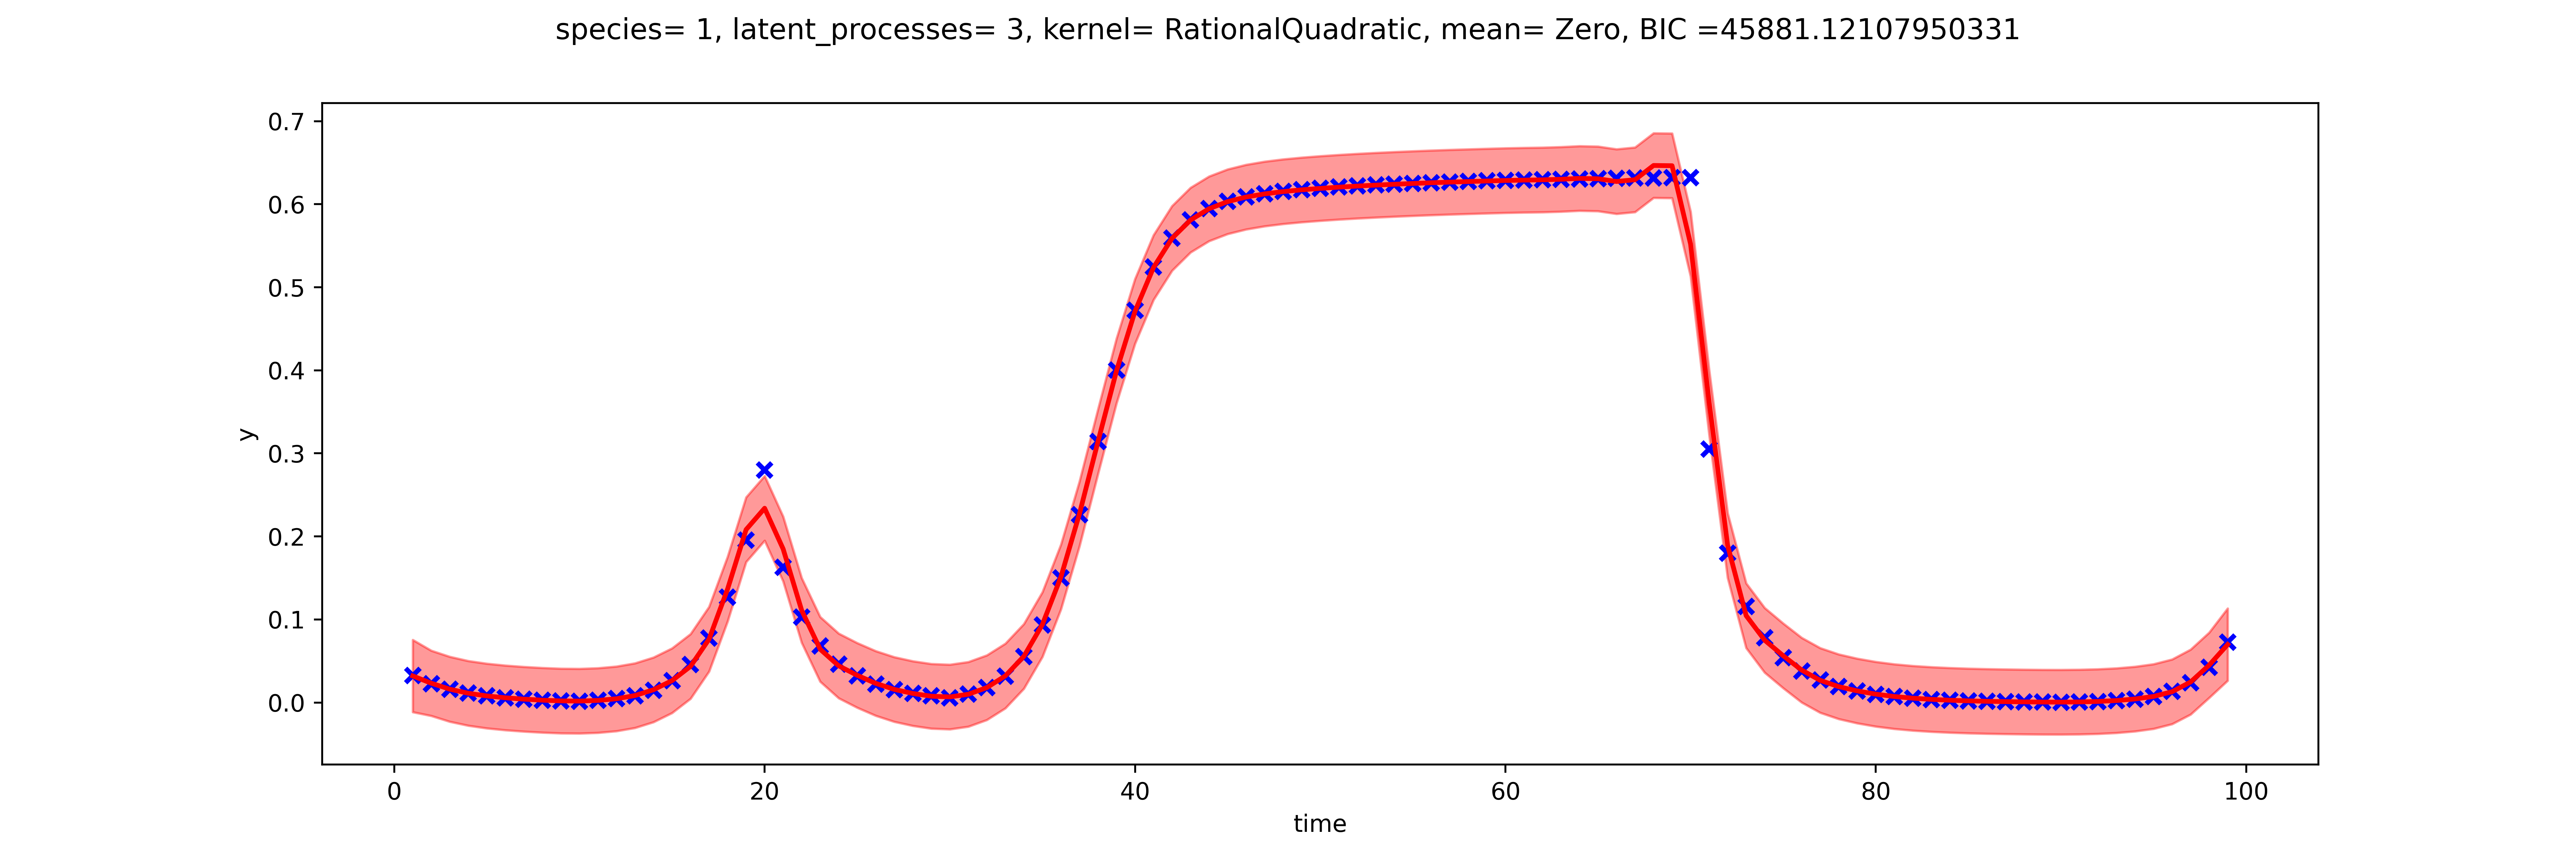 species= 1, latent_processes= 3, kernel= RationalQuadratic, mean= Zero, BIC =45881.12107950331
0.7
0.6
0.5
0.4
0.3
0.2
0.1
0.0
y
0 20 40 60 80 100
time